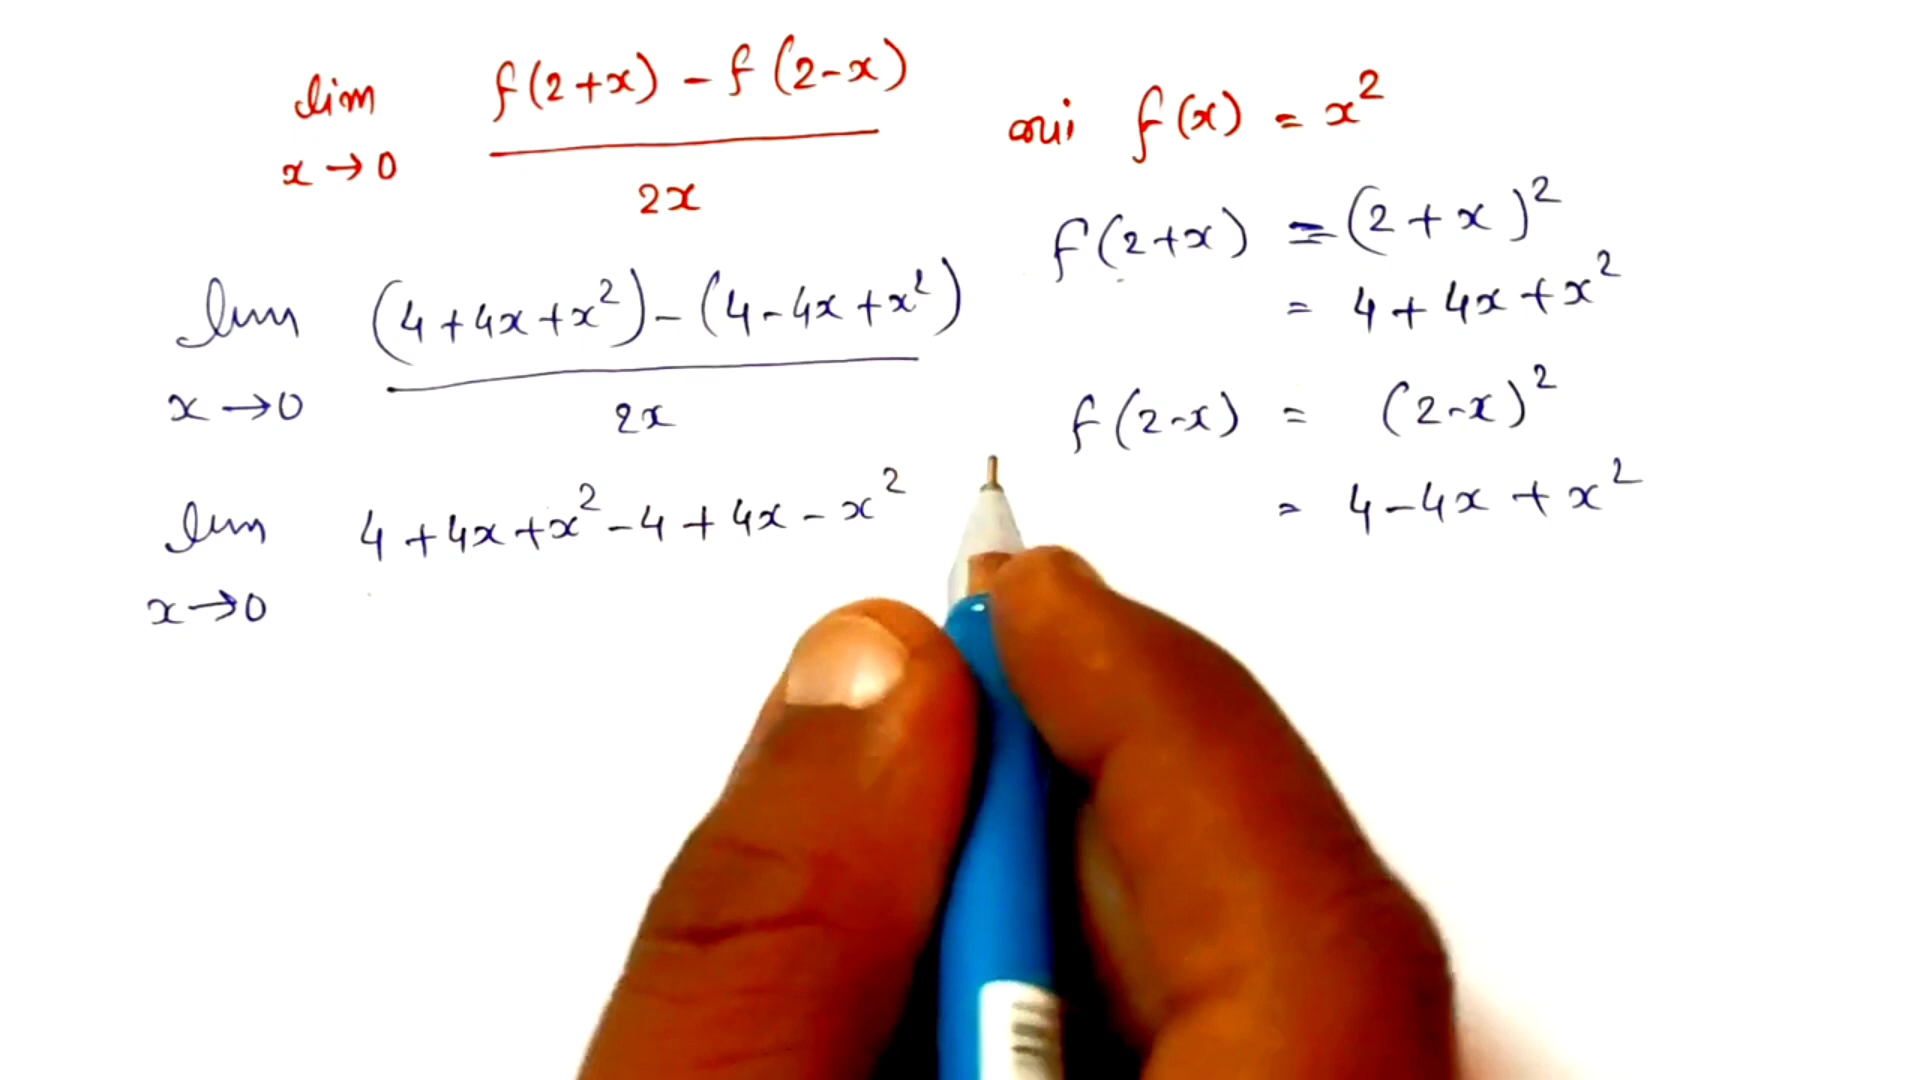 lim x→0 f(2+x) - f(2-x) / 2x f(x) = x²
f(2+x) = (2+x)²
= 4+4x+x²
lim x→0 (4+4x+x²)-(4-4x+x²) / 2x
f(2-x) = (2-x)²
= 4-4x+x²
lim x→0 4+4x+x²-4+4x-x²